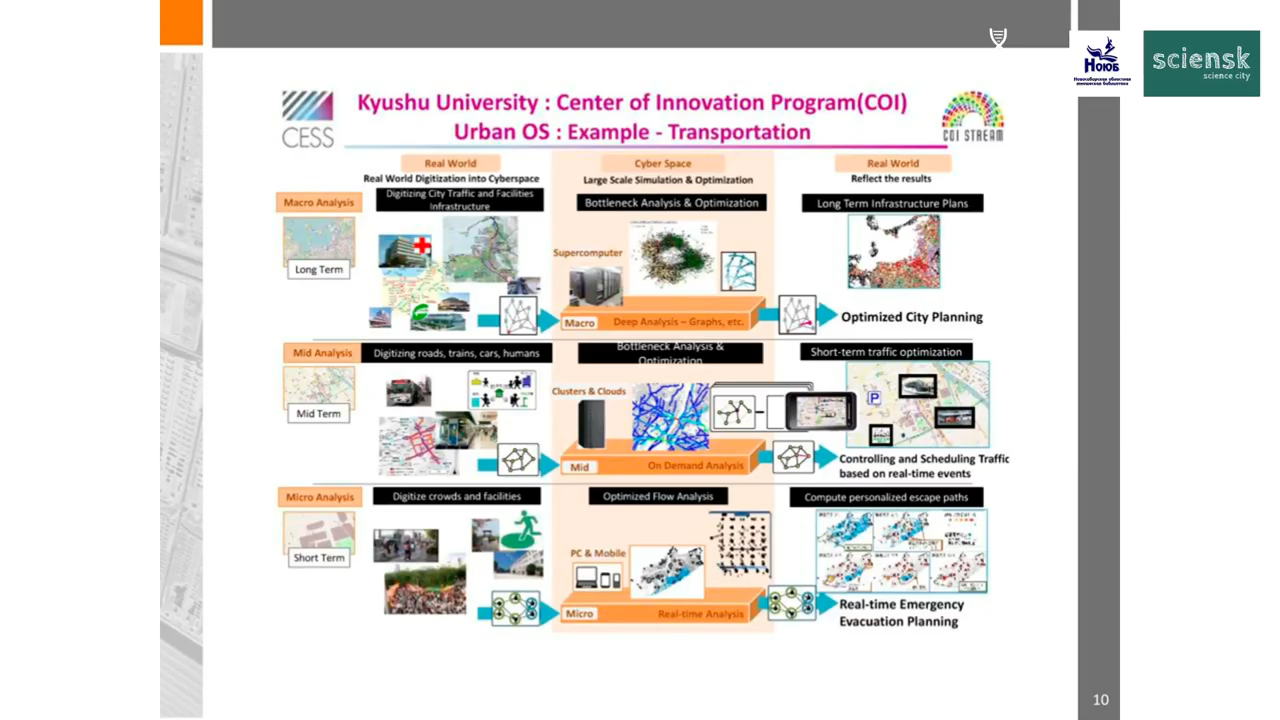 НОЮБ
Новосибирская областная
юношеская библиотека
sciensk
science city
CESS
Kyushu University : Center of Innovation Program(COI)
Urban OS : Example - Transportation
COI STREAM
Real World
Cyber Space
Real World
Real World Digitization into Cyberspace
Large Scale Simulation & Optimization
Reflect the results
Macro Analysis
Digitizing City Traffic and Facilities
Infrastructure
Bottleneck Analysis & Optimization
Long Term Infrastructure Plans
Long Term
Supercomputer
Macro
Deep Analysis – Graphs, etc.
Optimized City Planning
Mid Analysis
Digitizing roads, trains, cars, humans
Bottleneck Analysis &
Optimization
Short-term traffic optimization
Mid Term
Clusters & Clouds
P
Mid
On Demand Analysis
Controlling and Scheduling Traffic
based on real-time events
Micro Analysis
Digitize crowds and facilities
Optimized Flow Analysis
Compute personalized escape paths
Short Term
PC & Mobile
Micro
Real-time Analysis
Real-time Emergency
Evacuation Planning
10